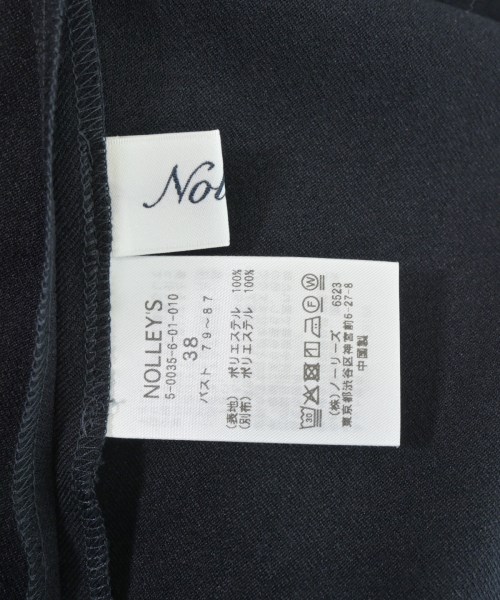 Nol
NOLLEY'S
5-0035-6-01-010
38
バスト 79～87
(表地) ポリエステル 100%
(別布) ポリエステル 100%
30 F W
(株)ノーリーズ 6523
東京都渋谷区神宮前6-27-8
中国製